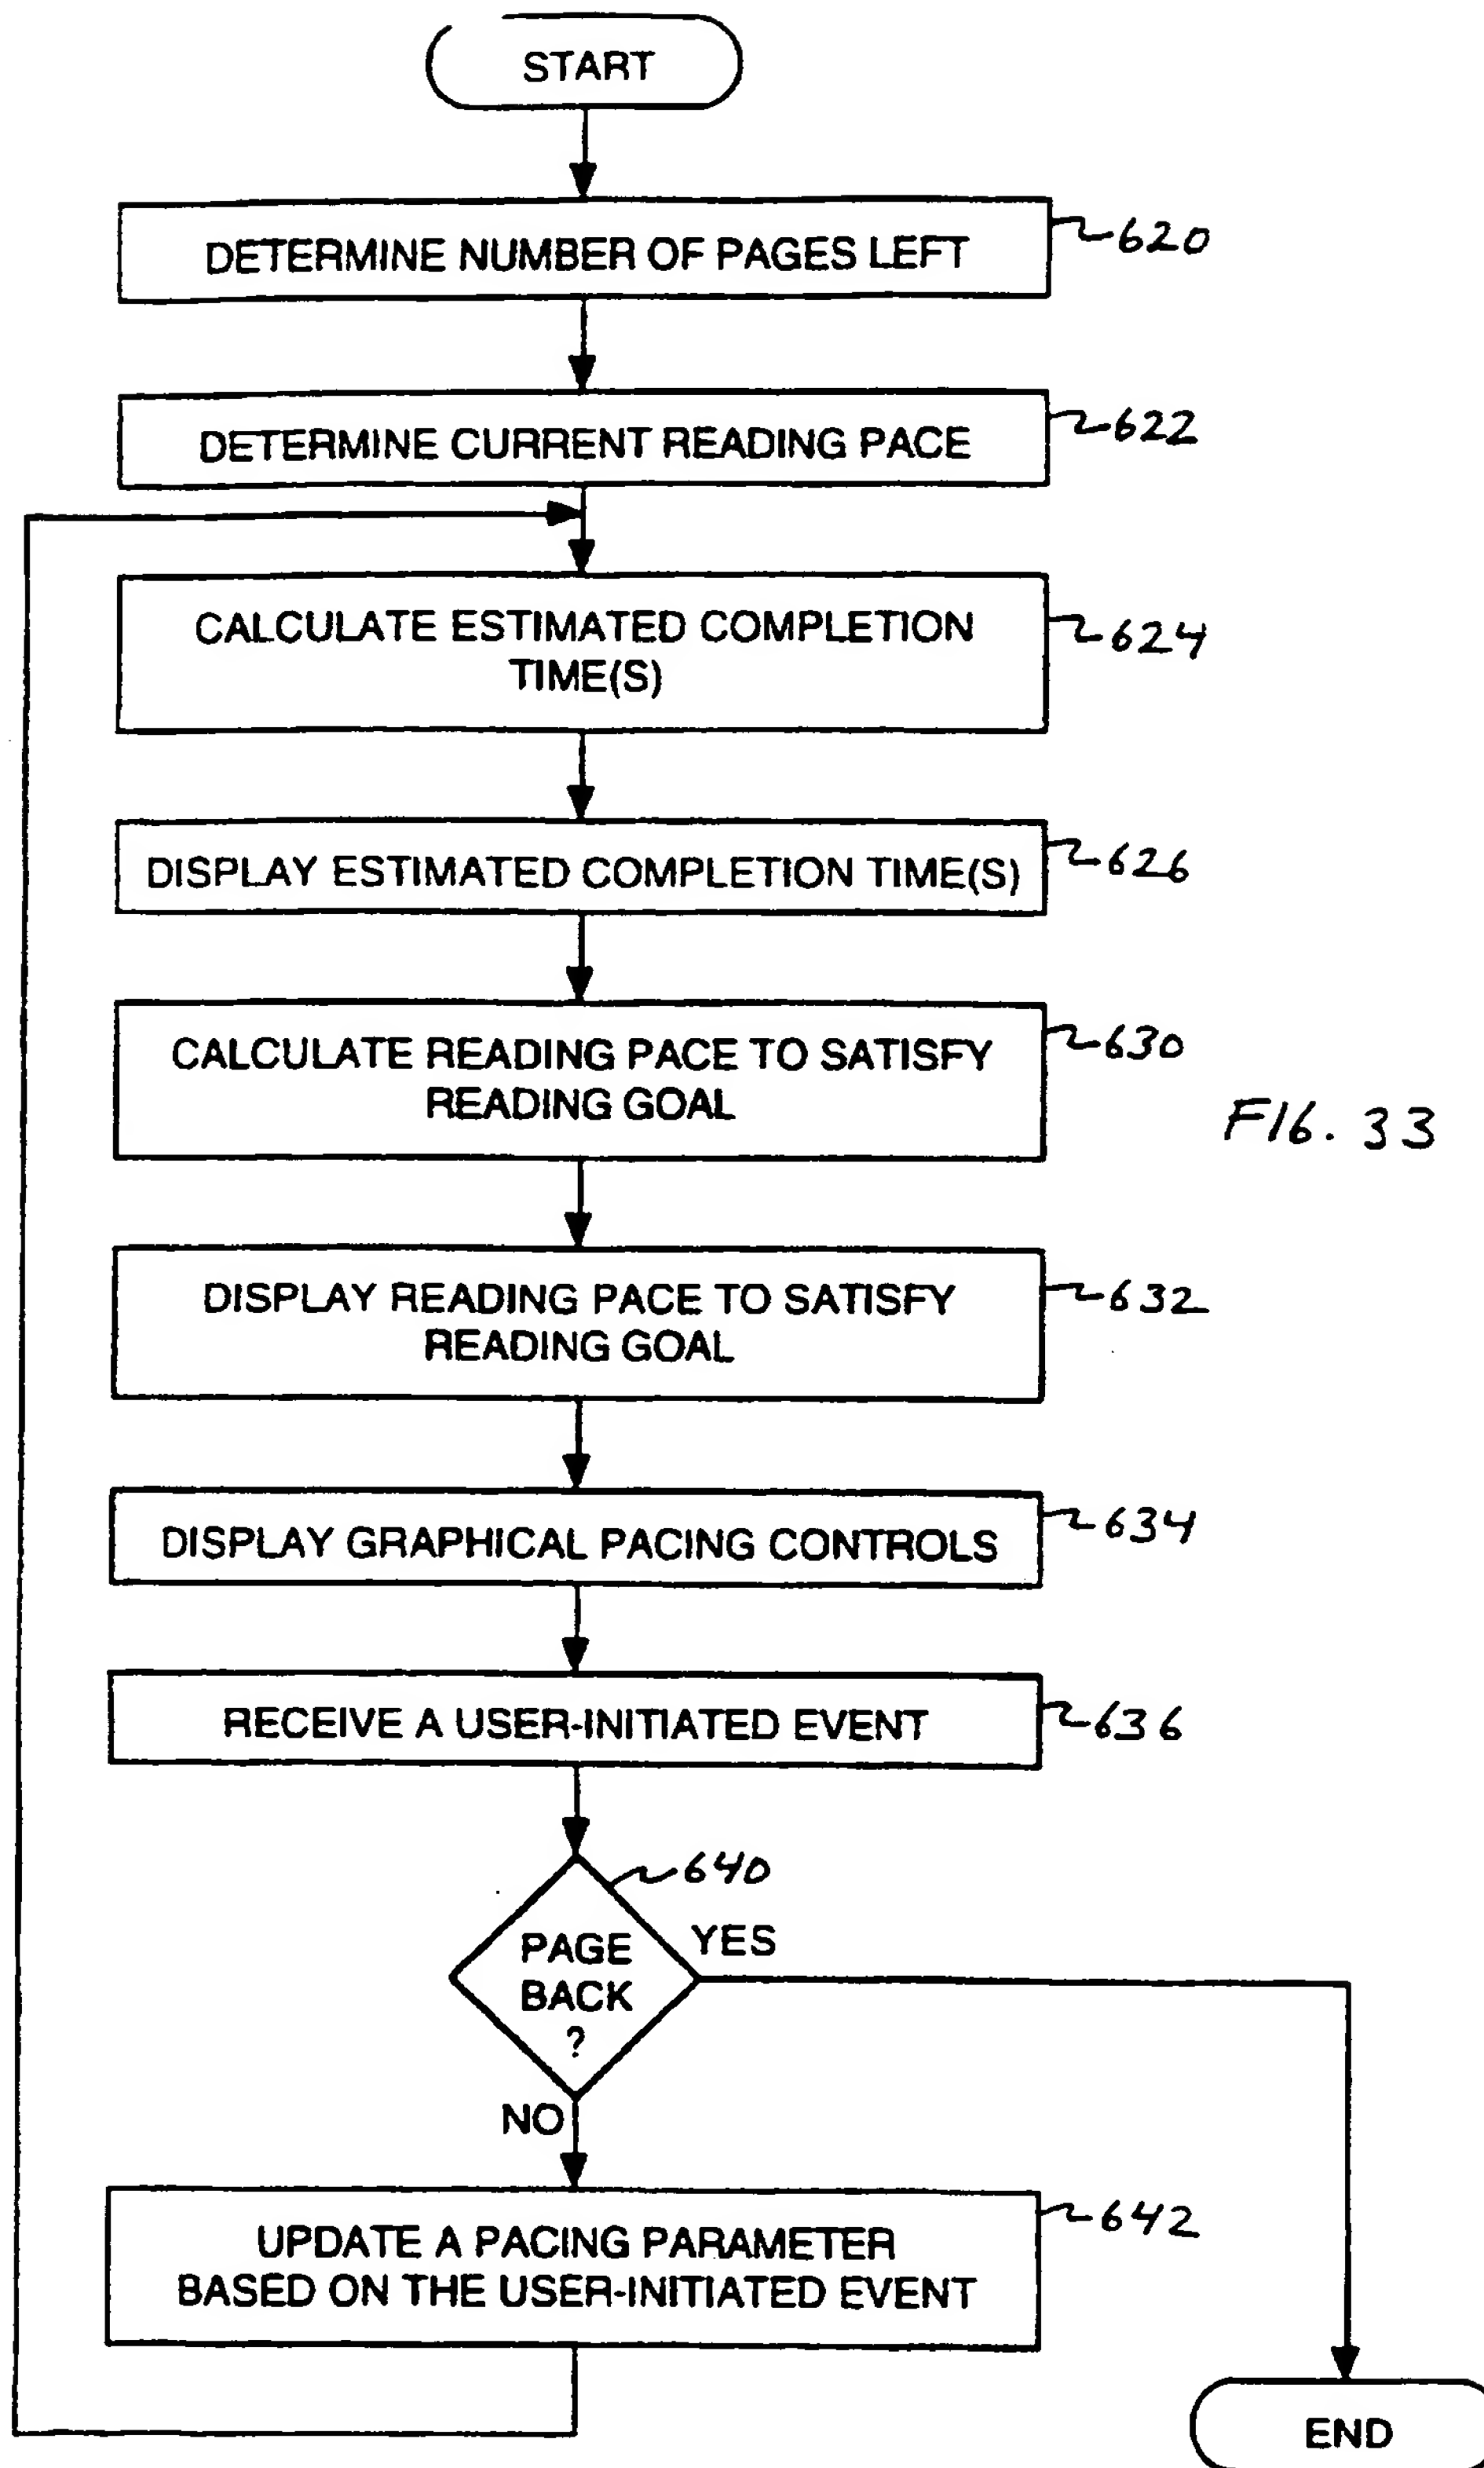 START
DETERMINE NUMBER OF PAGES LEFT
620
DETERMINE CURRENT READING PACE
622
CALCULATE ESTIMATED COMPLETION
TIME(S)
624
DISPLAY ESTIMATED COMPLETION TIME(S)
626
CALCULATE READING PACE TO SATISFY
READING GOAL
630
FIG. 33
DISPLAY READING PACE TO SATISFY
READING GOAL
632
DISPLAY GRAPHICAL PACING CONTROLS
634
RECEIVE A USER-INITIATED EVENT
636
640
PAGE
BACK
?
YES
NO
UPDATE A PACING PARAMETER
BASED ON THE USER-INITIATED EVENT
642
END